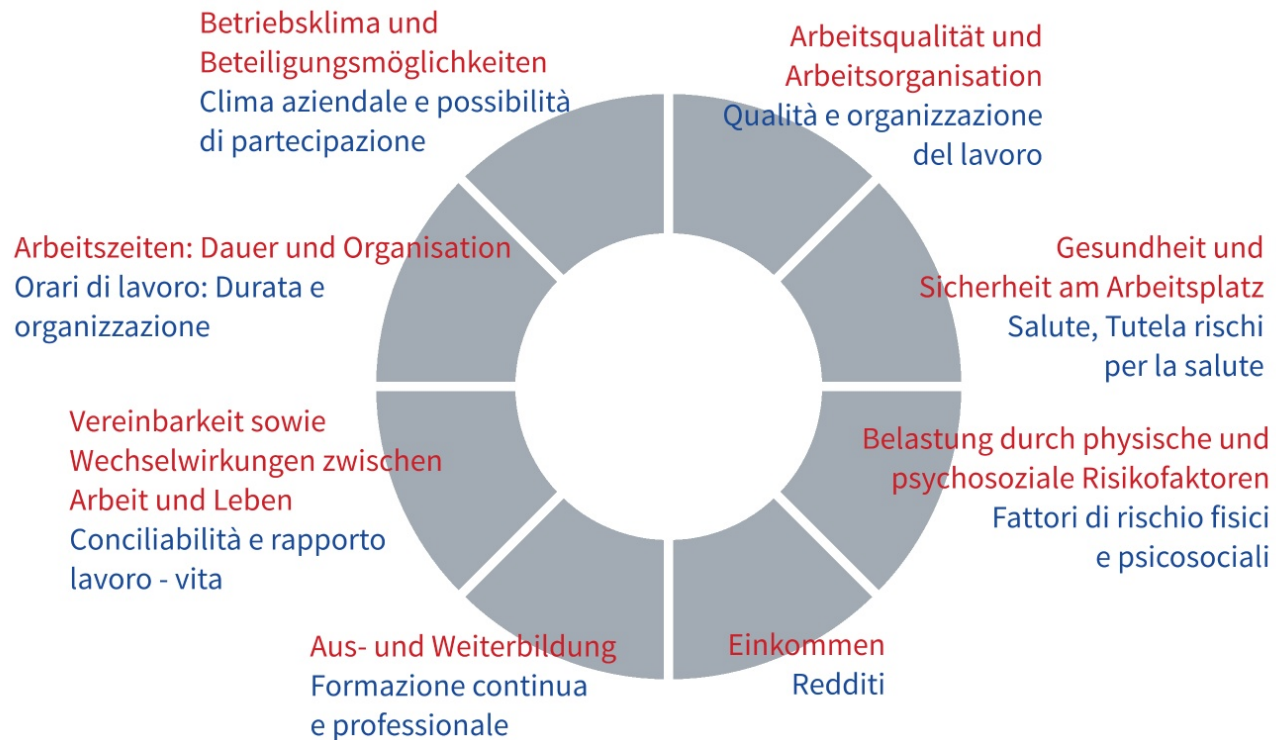 Betriebsklima und
Beteiligungsmöglichkeiten
Clima aziendale e possibilità
di partecipazione
Arbeitsqualität und
Arbeitsorganisation
Qualità e organizzazione
del lavoro
Arbeitszeiten: Dauer und Organisation
Orari di lavoro: Durata e
organizzazione
Gesundheit und
Sicherheit am Arbeitsplatz
Salute, Tutela rischi
per la salute
Vereinbarkeit sowie
Wechselwirkungen zwischen
Arbeit und Leben
Conciliabilità e rapporto
lavoro - vita
Belastung durch physische und
psychosoziale Risikofaktoren
Fattori di rischio fisici
e psicosociali
Aus- und Weiterbildung
Formazione continua
e professionale
Einkommen
Redditi